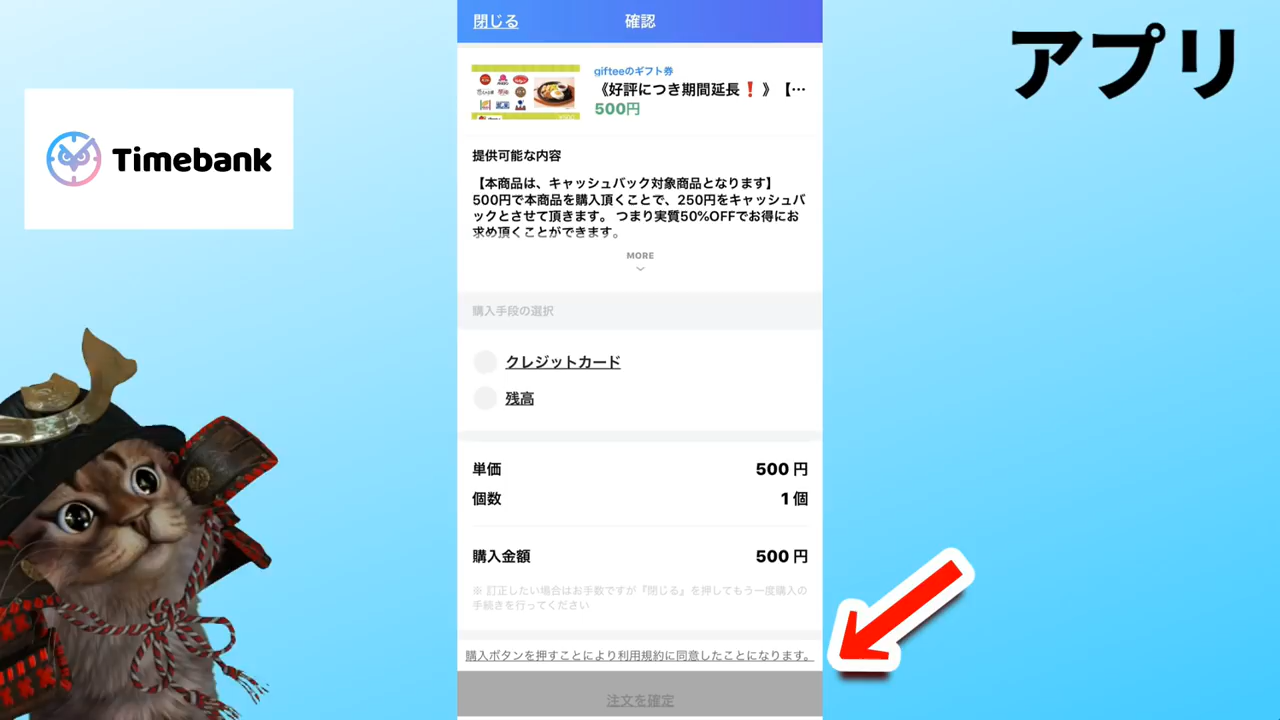 閉じる
確認
アプリ
Timebank
gifteeのギフト券
《好評につき期間延長❗》【…
500円
提供可能な内容
【本商品は、キャッシュバック対象商品となります】
500円で本商品を購入頂くことで、250円をキャッシュバ
ックとさせて頂きます。 つまり実質50%OFFでお得にお
求め頂くことができます。
MORE
購入手段の選択
クレジットカード
残高
単価 500 円
個数 1 個
購入金額 500 円
※ 訂正したい場合はお手数ですが『閉じる』を押してもう一度購入の
手続きを行ってください
購入ボタンを押すことにより利用規約に同意したことになります。
注文を確定